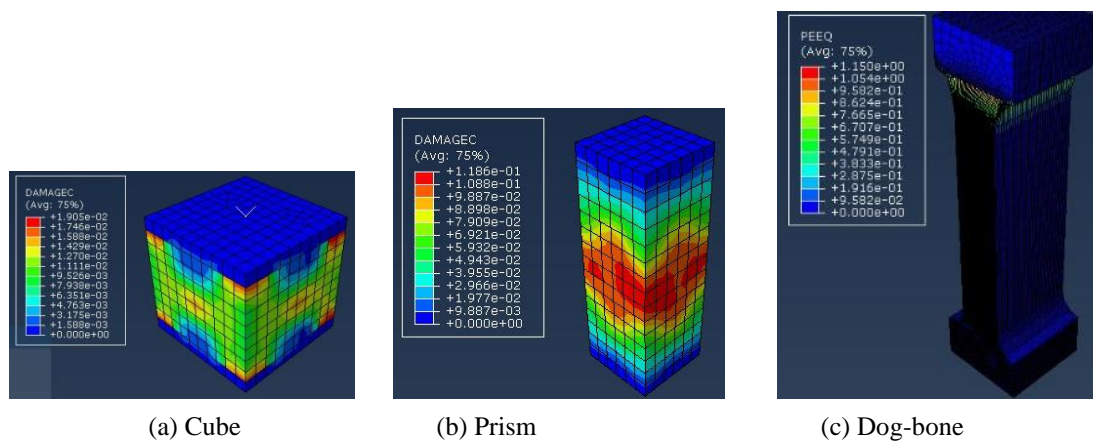 DAMAGEC
(Avg: 75%)
+1.905e-02
+1.746e-02
+1.588e-02
+1.429e-02
+1.270e-02
+1.111e-02
+9.526e-03
+7.938e-03
+6.351e-03
+4.763e-03
+3.175e-03
+1.588e-03
+0.000e+00
(a) Cube
DAMAGEC
(Avg: 75%)
+1.186e-01
+1.088e-01
+9.887e-02
+8.898e-02
+7.909e-02
+6.921e-02
+5.932e-02
+4.943e-02
+3.955e-02
+2.966e-02
+1.977e-02
+9.887e-03
+0.000e+00
(b) Prism
PEEQ
(Avg: 75%)
+1.150e+00
+1.054e+00
+9.582e-01
+8.624e-01
+7.665e-01
+6.707e-01
+5.749e-01
+4.791e-01
+3.833e-01
+2.875e-01
+1.916e-01
+9.582e-02
+0.000e+00
(c) Dog-bone